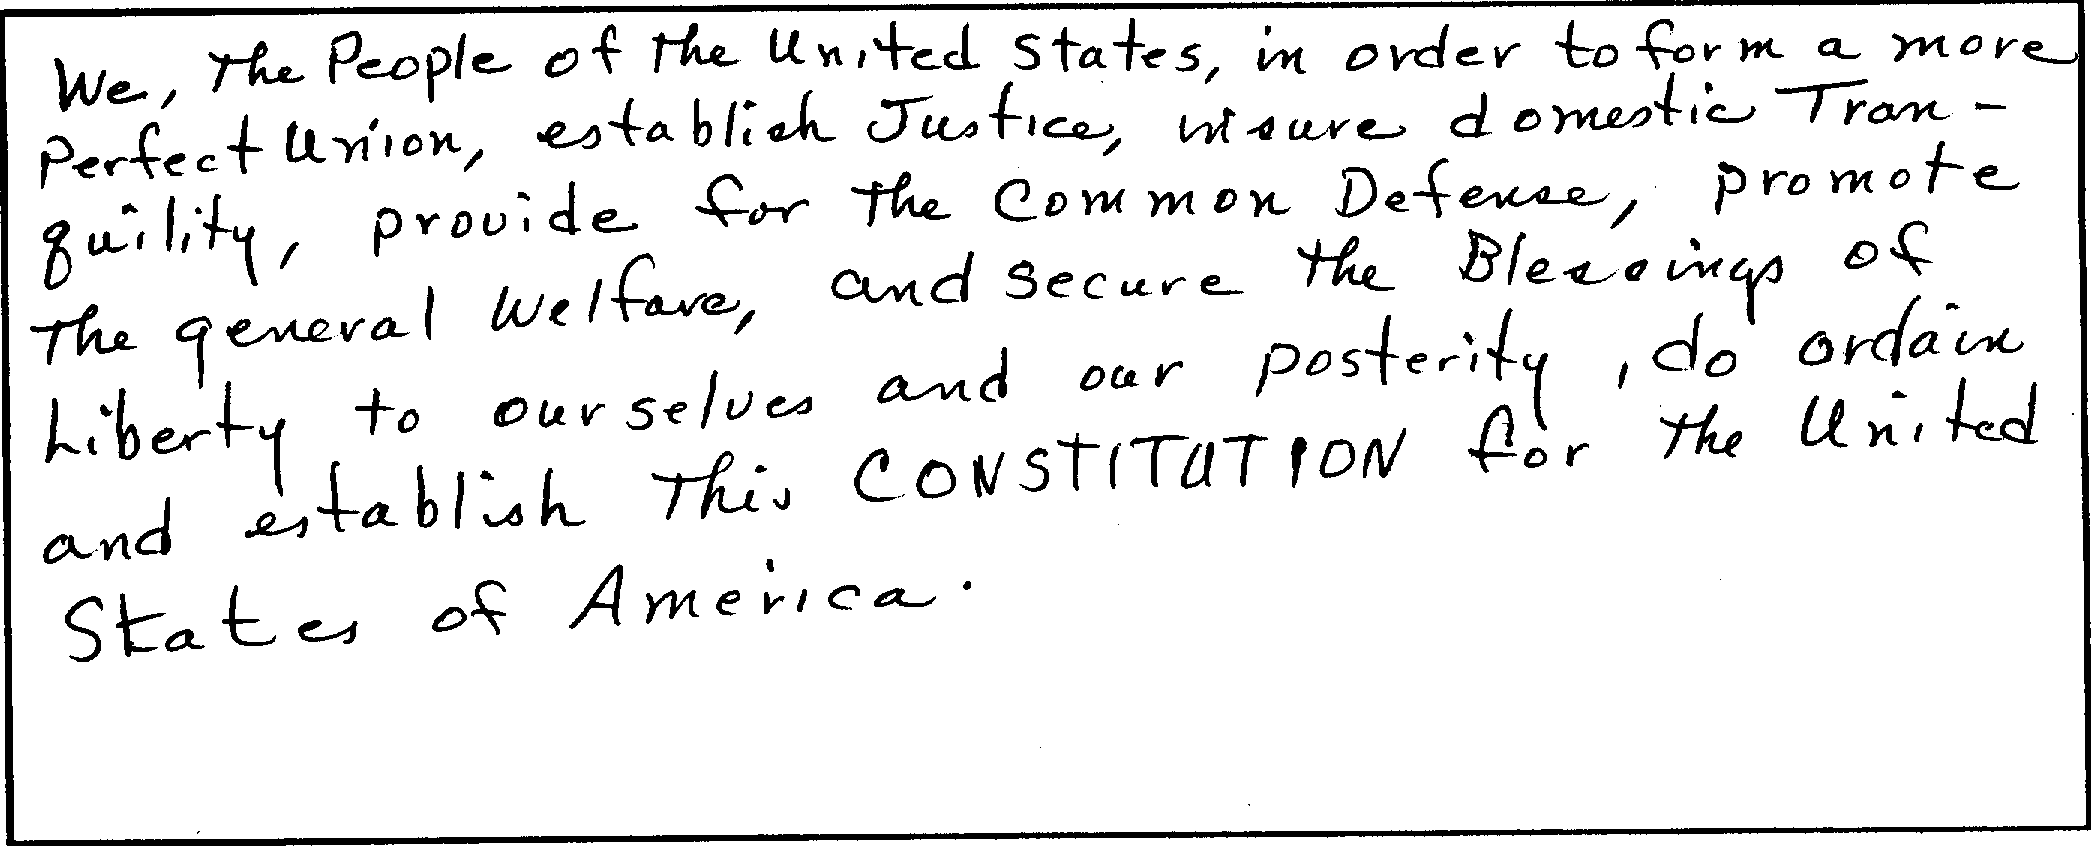 We, the People of the United States, in order to form a more
Perfect Union, establish Justice, insure domestic Tran-
quility, provide for the Common Defense, promote
the general Welfare, and secure the Blessings of
Liberty to ourselves and our posterity, do ordain
and establish this CONSTITUTION for the United
States of America.